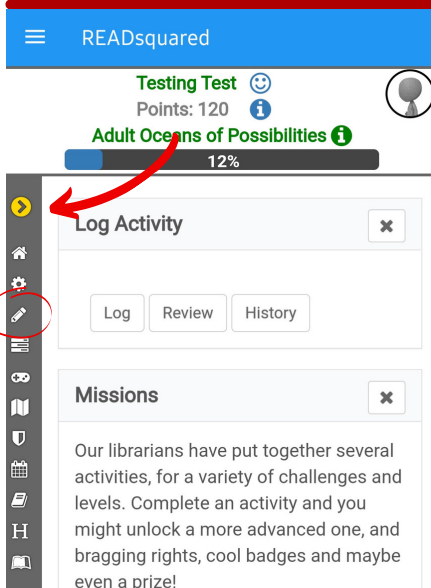 READsquared
Testing Test
Points: 120
Adult Oceans of Possibilities
12%
Log Activity
Log Review History
Missions
Our librarians have put together several
activities, for a variety of challenges and
levels. Complete an activity and you
might unlock a more advanced one, and
bragging rights, cool badges and maybe
even a prize!
H